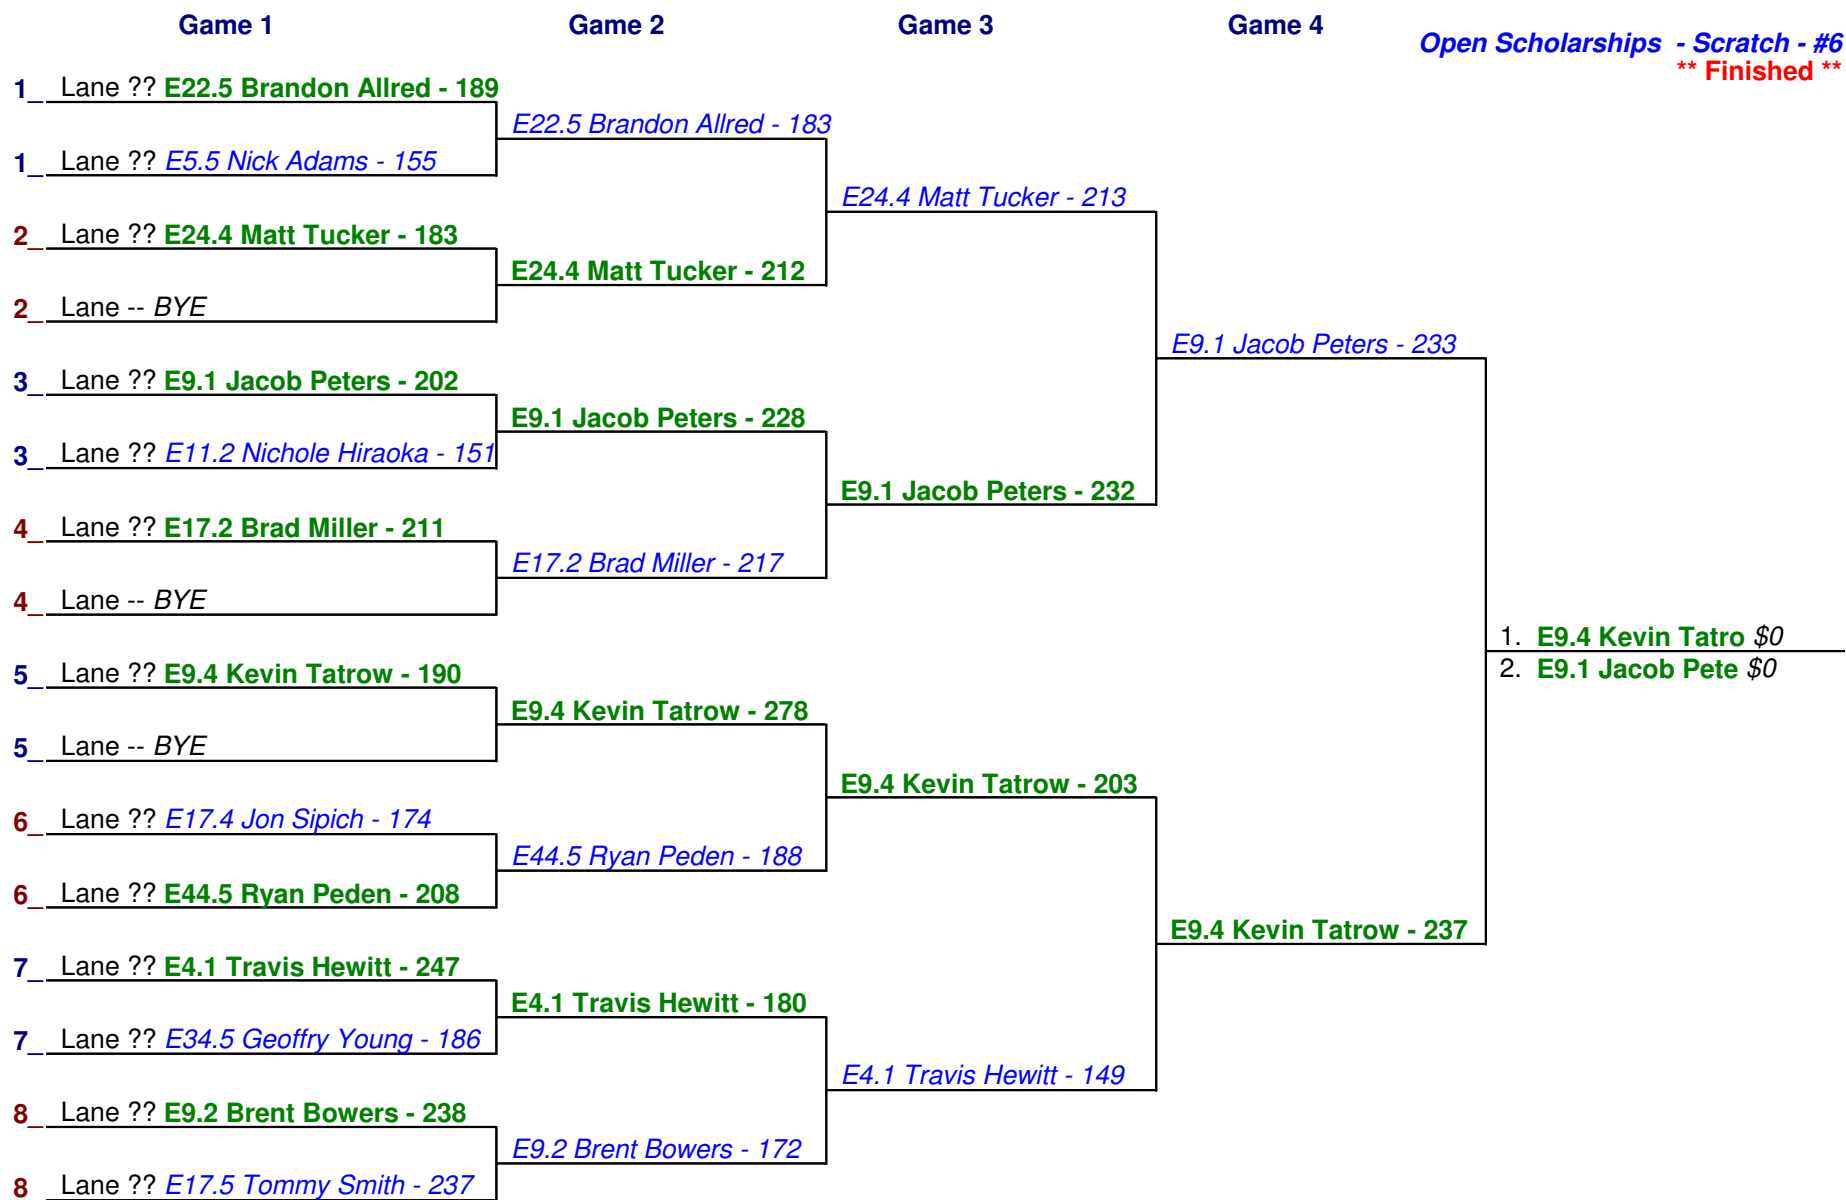 Game 1 Game 2 Game 3 Game 4
Open Scholarships - Scratch - #6
** Finished **
1_ Lane ?? E22.5 Brandon Allred - 189
E22.5 Brandon Allred - 183
1_ Lane ?? E5.5 Nick Adams - 155
E24.4 Matt Tucker - 213
2_ Lane ?? E24.4 Matt Tucker - 183
E24.4 Matt Tucker - 212
2_ Lane -- BYE
E9.1 Jacob Peters - 233
3_ Lane ?? E9.1 Jacob Peters - 202
E9.1 Jacob Peters - 228
3_ Lane ?? E11.2 Nichole Hiraoka - 151
E9.1 Jacob Peters - 232
4_ Lane ?? E17.2 Brad Miller - 211
E17.2 Brad Miller - 217
4_ Lane -- BYE
1. E9.4 Kevin Tatro $0
2. E9.1 Jacob Pete $0
5_ Lane ?? E9.4 Kevin Tatrow - 190
E9.4 Kevin Tatrow - 278
5_ Lane -- BYE
E9.4 Kevin Tatrow - 203
6_ Lane ?? E17.4 Jon Sipich - 174
E44.5 Ryan Peden - 188
6_ Lane ?? E44.5 Ryan Peden - 208
E9.4 Kevin Tatrow - 237
7_ Lane ?? E4.1 Travis Hewitt - 247
E4.1 Travis Hewitt - 180
7_ Lane ?? E34.5 Geoffry Young - 186
E4.1 Travis Hewitt - 149
8_ Lane ?? E9.2 Brent Bowers - 238
E9.2 Brent Bowers - 172
8 Lane ?? E17.5 Tommy Smith - 237